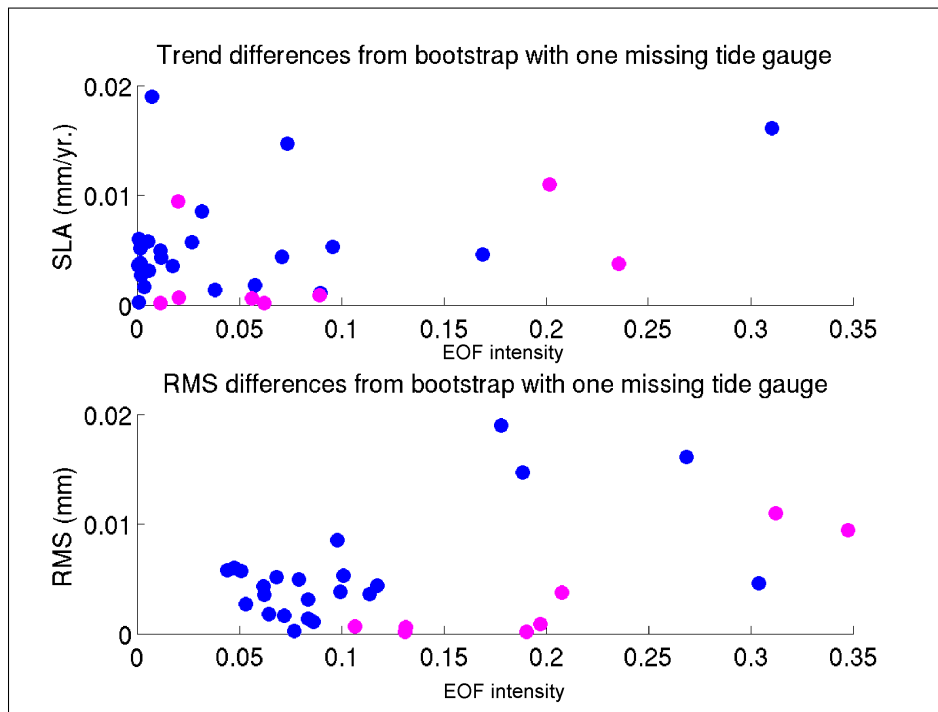 Trend differences from bootstrap with one missing tide gauge
SLA (mm/yr.)
0.02
0.01
0
0 0.05 0.1 0.15 0.2 0.25 0.3 0.35
EOF intensity
RMS differences from bootstrap with one missing tide gauge
RMS (mm)
0.02
0.01
0
0 0.05 0.1 0.15 0.2 0.25 0.3 0.35
EOF intensity